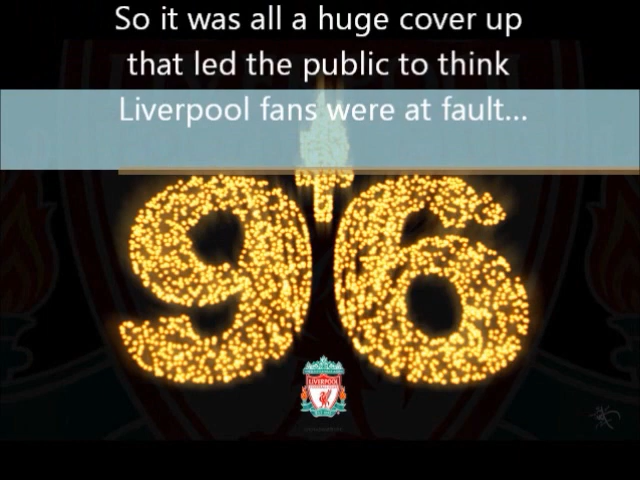 So it was all a huge cover up
that led the public to think
Liverpool fans were at fault...
96
LIVERPOOL